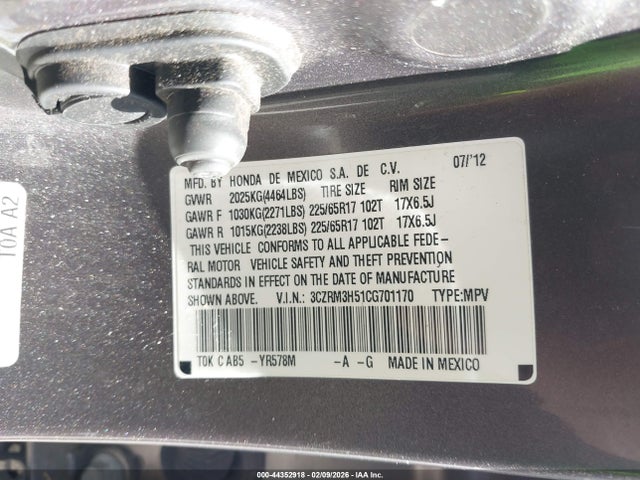 MFD. BY HONDA DE MEXICO S.A. DE C.V. 07/'12
GVWR 2025KG(4464LBS) TIRE SIZE RIM SIZE
GAWR F 1030KG(2271LBS) 225/65R17 102T 17X6.5J
GAWR R 1015KG(2238LBS) 225/65R17 102T 17X6.5J
THIS VEHICLE CONFORMS TO ALL APPLICABLE FEDE-
RAL MOTOR VEHICLE SAFETY AND THEFT PREVENTION
STANDARDS IN EFFECT ON THE DATE OF MANUFACTURE
SHOWN ABOVE. V.I.N.: 3CZRM3H51CG701170 TYPE:MPV
T0K C AB5 -YR578M -A -G MADE IN MEXICO
T0A A2
000-44352918 - 02/09/2026 - IAA Inc.